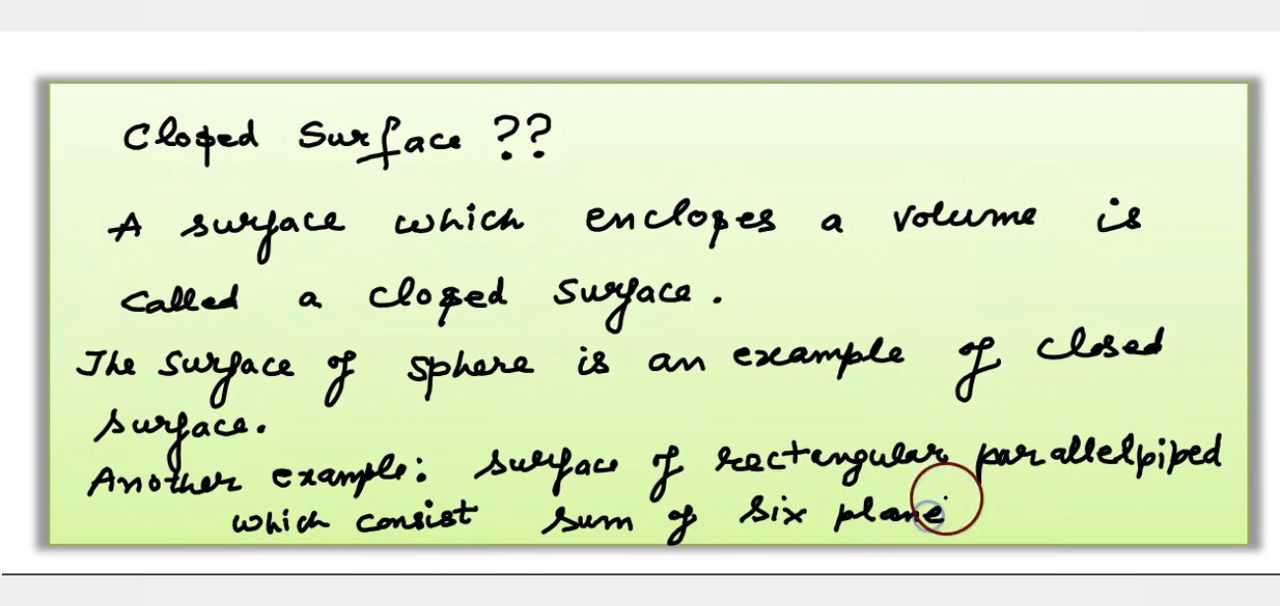 Closed Surface ??
A surface which encloses a volume is
called a closed surface.
The surface of sphere is an example of closed
surface.
Another example: surface of rectangular parallelpiped
which consist sum of six plane